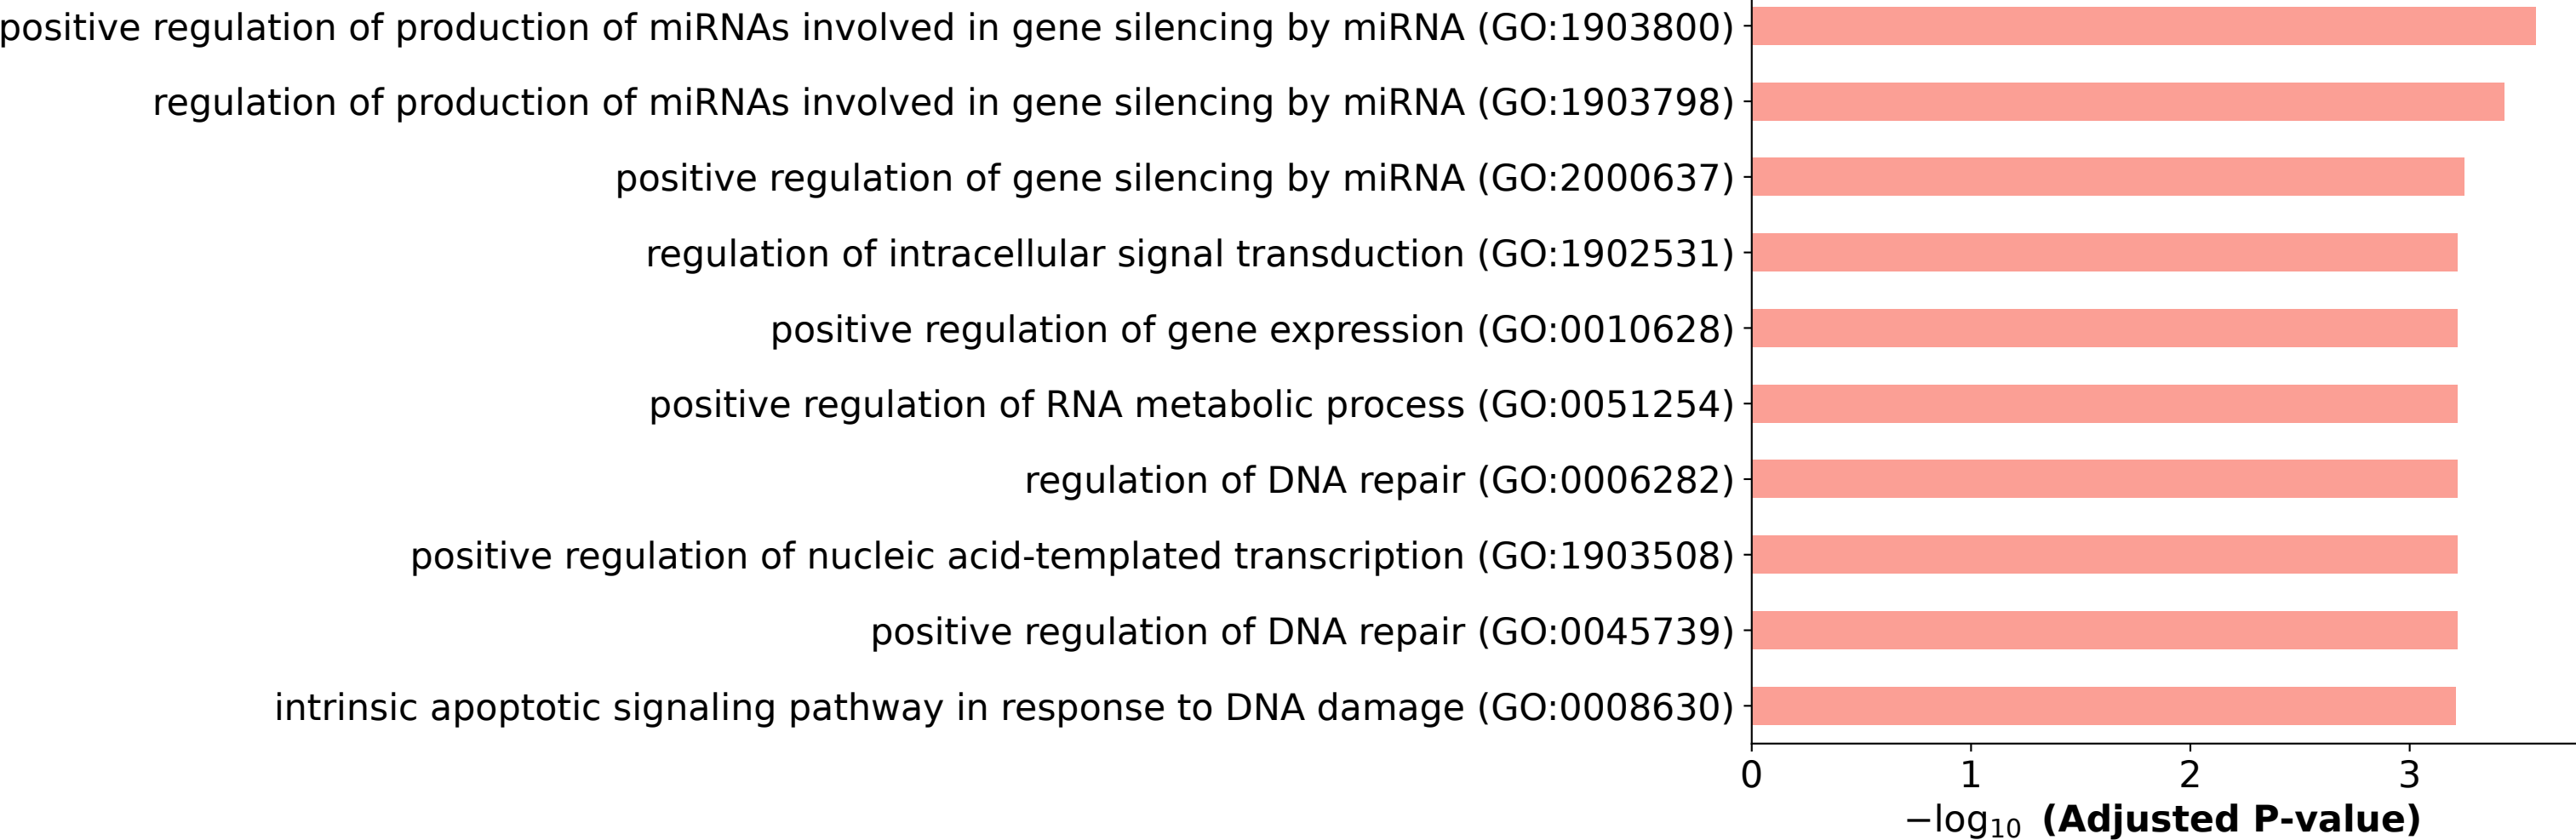 positive regulation of production of miRNAs involved in gene silencing by miRNA (GO:1903800)
regulation of production of miRNAs involved in gene silencing by miRNA (GO:1903798)
positive regulation of gene silencing by miRNA (GO:2000637)
regulation of intracellular signal transduction (GO:1902531)
positive regulation of gene expression (GO:0010628)
positive regulation of RNA metabolic process (GO:0051254)
regulation of DNA repair (GO:0006282)
positive regulation of nucleic acid-templated transcription (GO:1903508)
positive regulation of DNA repair (GO:0045739)
intrinsic apoptotic signaling pathway in response to DNA damage (GO:0008630)
0 1 2 3
−log₁₀ (Adjusted P-value)